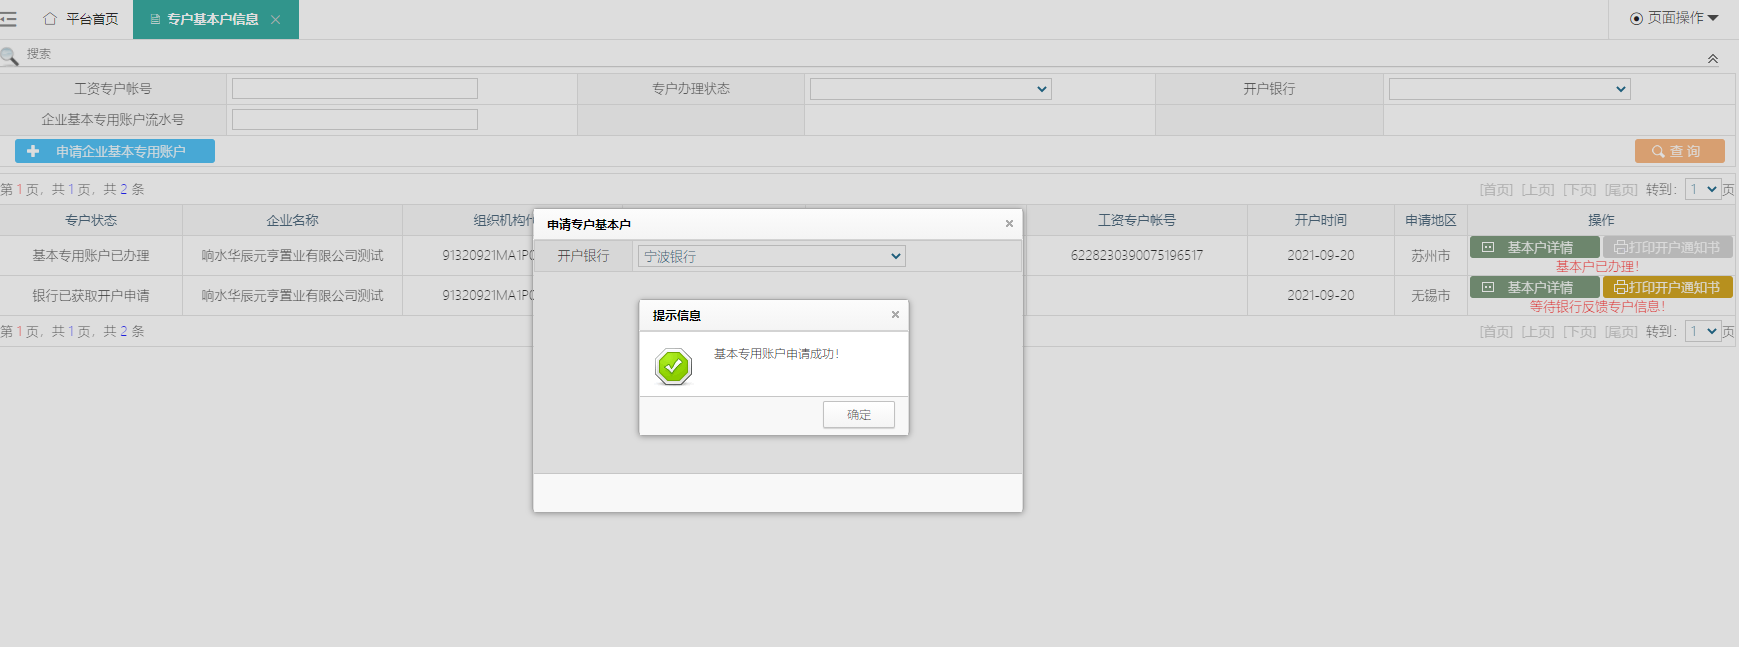 平台首页 专户基本户信息 页面操作
搜索
工资专户帐号 专户办理状态 开户银行
企业基本专用账户流水号
申请企业基本专用账户 查 询
第 1 页，共 1 页，共 2 条 [首页] [上页] [下页] [尾页] 转到： 1 页
专户状态 企业名称 组织机构代 工资专户帐号 开户时间 申请地区 操作
基本专用账户已办理 响水华辰元亨置业有限公司测试 91320921MA1P0 6228230390075196517 2021-09-20 苏州市 基本户详情 打印开户通知书
基本户已办理！
银行已获取开户申请 响水华辰元亨置业有限公司测试 91320921MA1P0 2021-09-20 无锡市 基本户详情 打印开户通知书
等待银行反馈专户信息！
第 1 页，共 1 页，共 2 条 [首页] [上页] [下页] [尾页] 转到： 1 页
申请专户基本户
开户银行 宁波银行
提示信息
基本专用账户申请成功！
确定